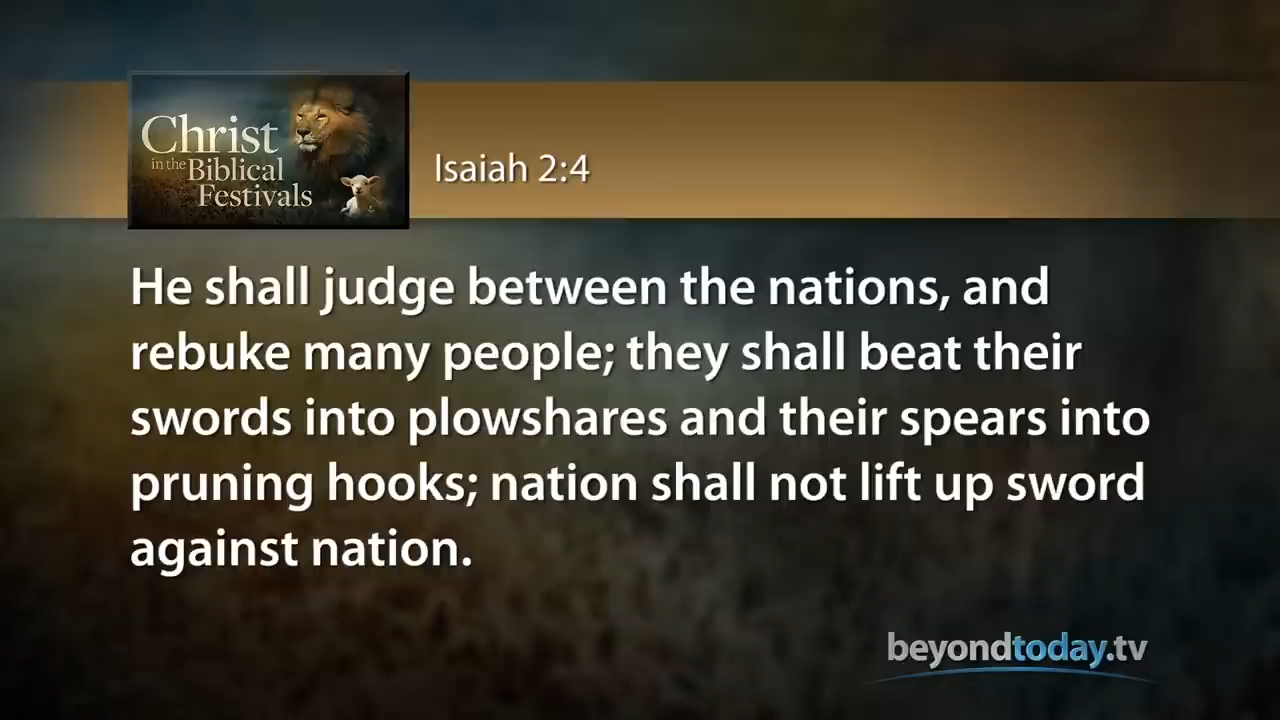 Christ
in the Biblical
Festivals
Isaiah 2:4
He shall judge between the nations, and
rebuke many people; they shall beat their
swords into plowshares and their spears into
pruning hooks; nation shall not lift up sword
against nation.
beyondtoday.tv